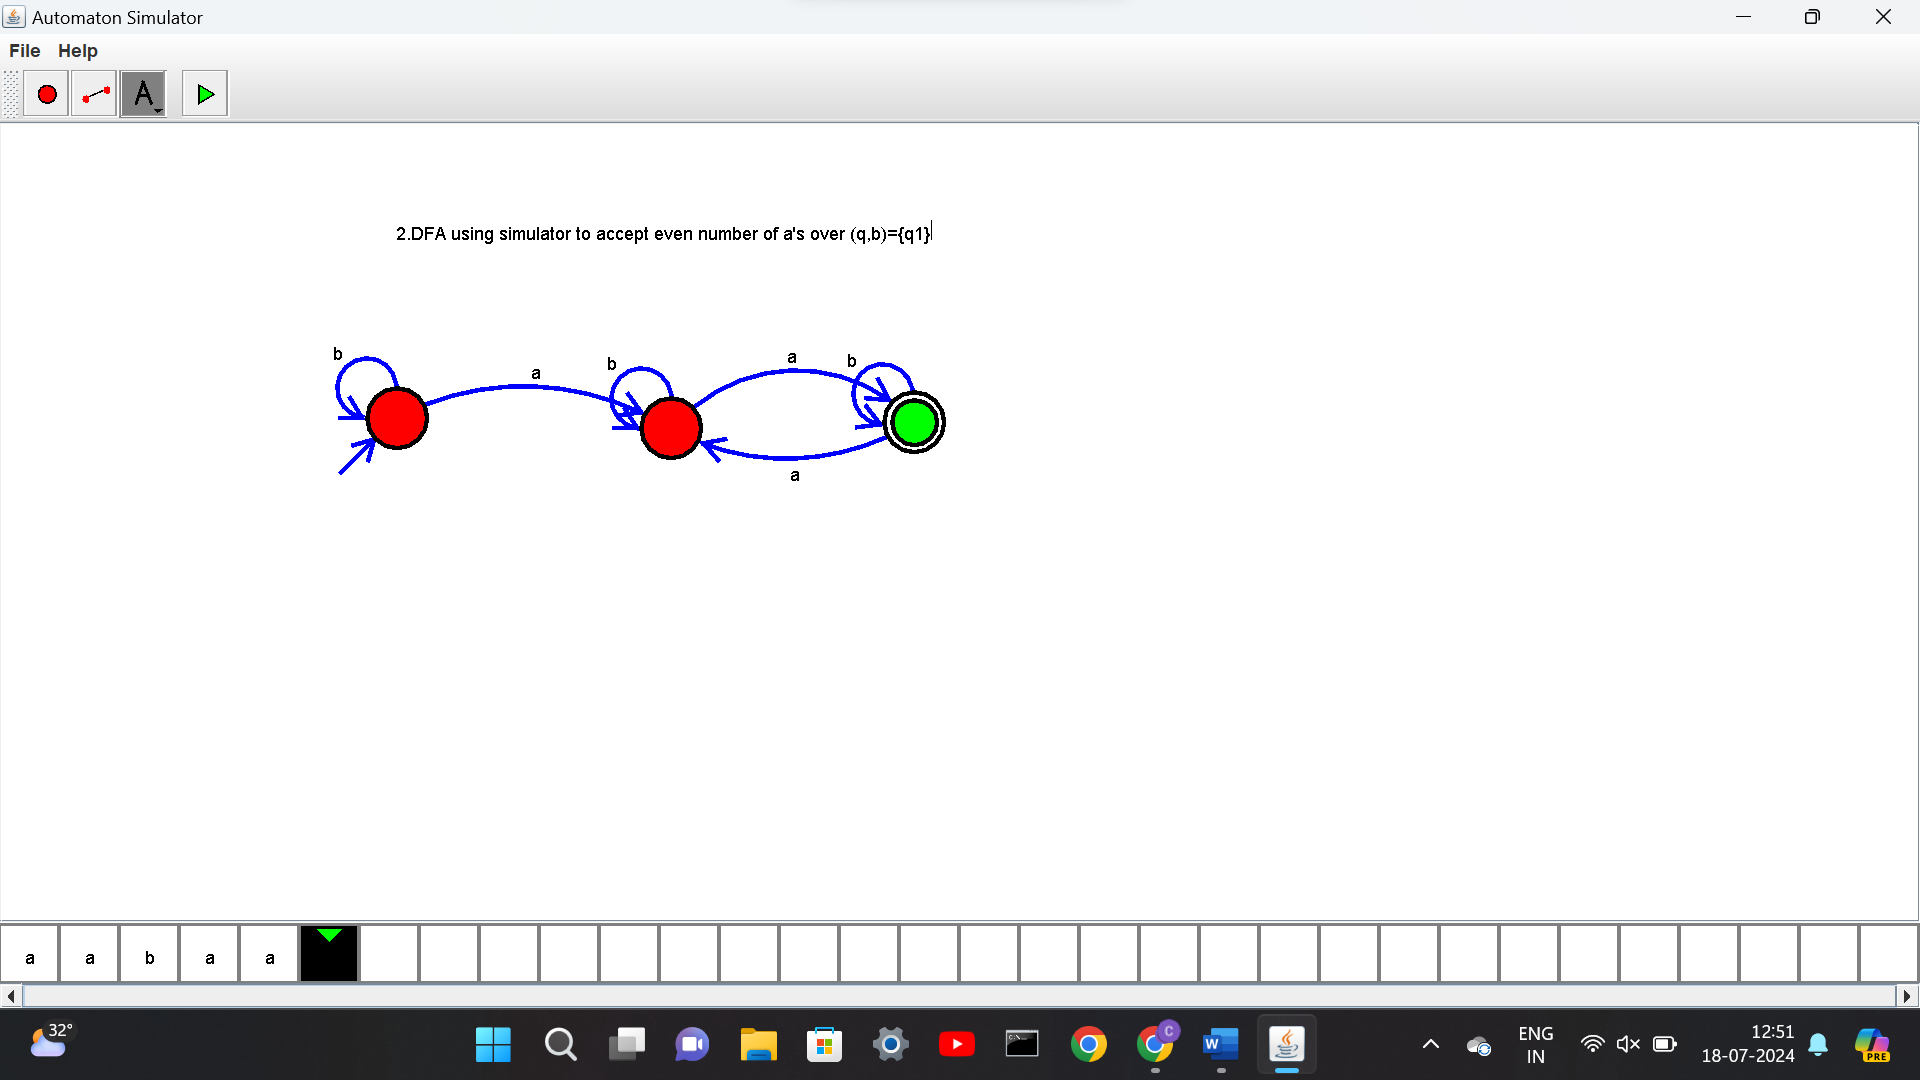 Automaton Simulator
File Help
A
2.DFA using simulator to accept even number of a's over (q,b)={q1}
b
a
b
a
b
a
a a b a a
32°
C
W
C:\
ENG
IN
12:51
18-07-2024
PRE